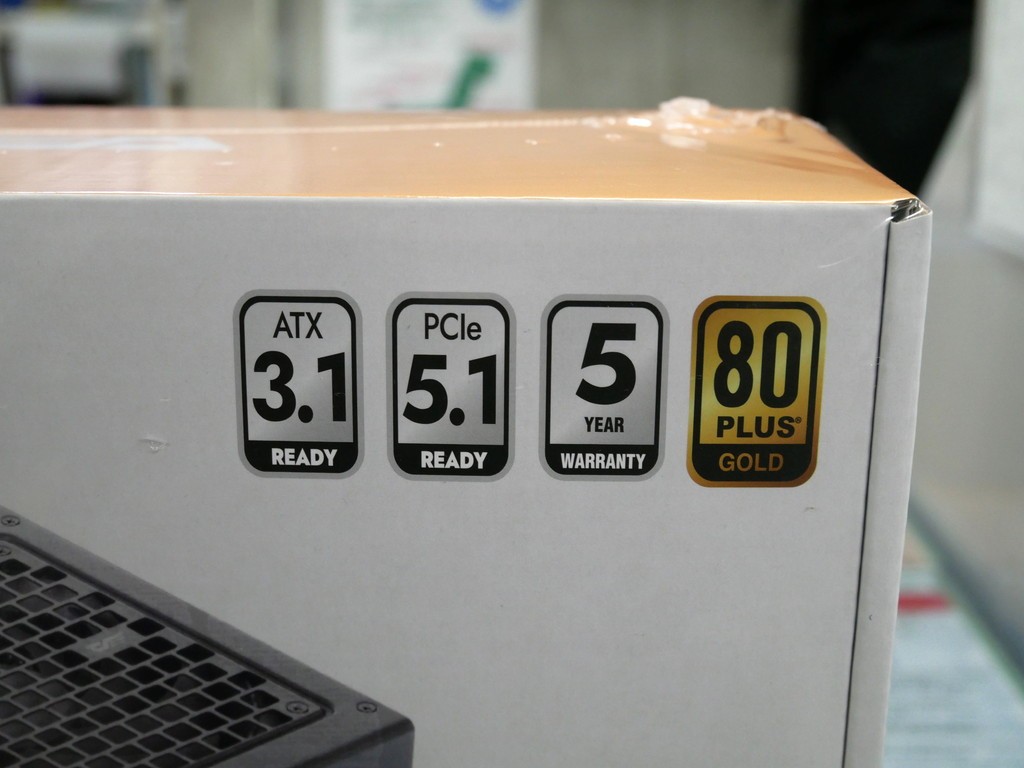 ATX
3.1
READY
PCIe
5.1
READY
5
YEAR
WARRANTY
80
PLUS®
GOLD